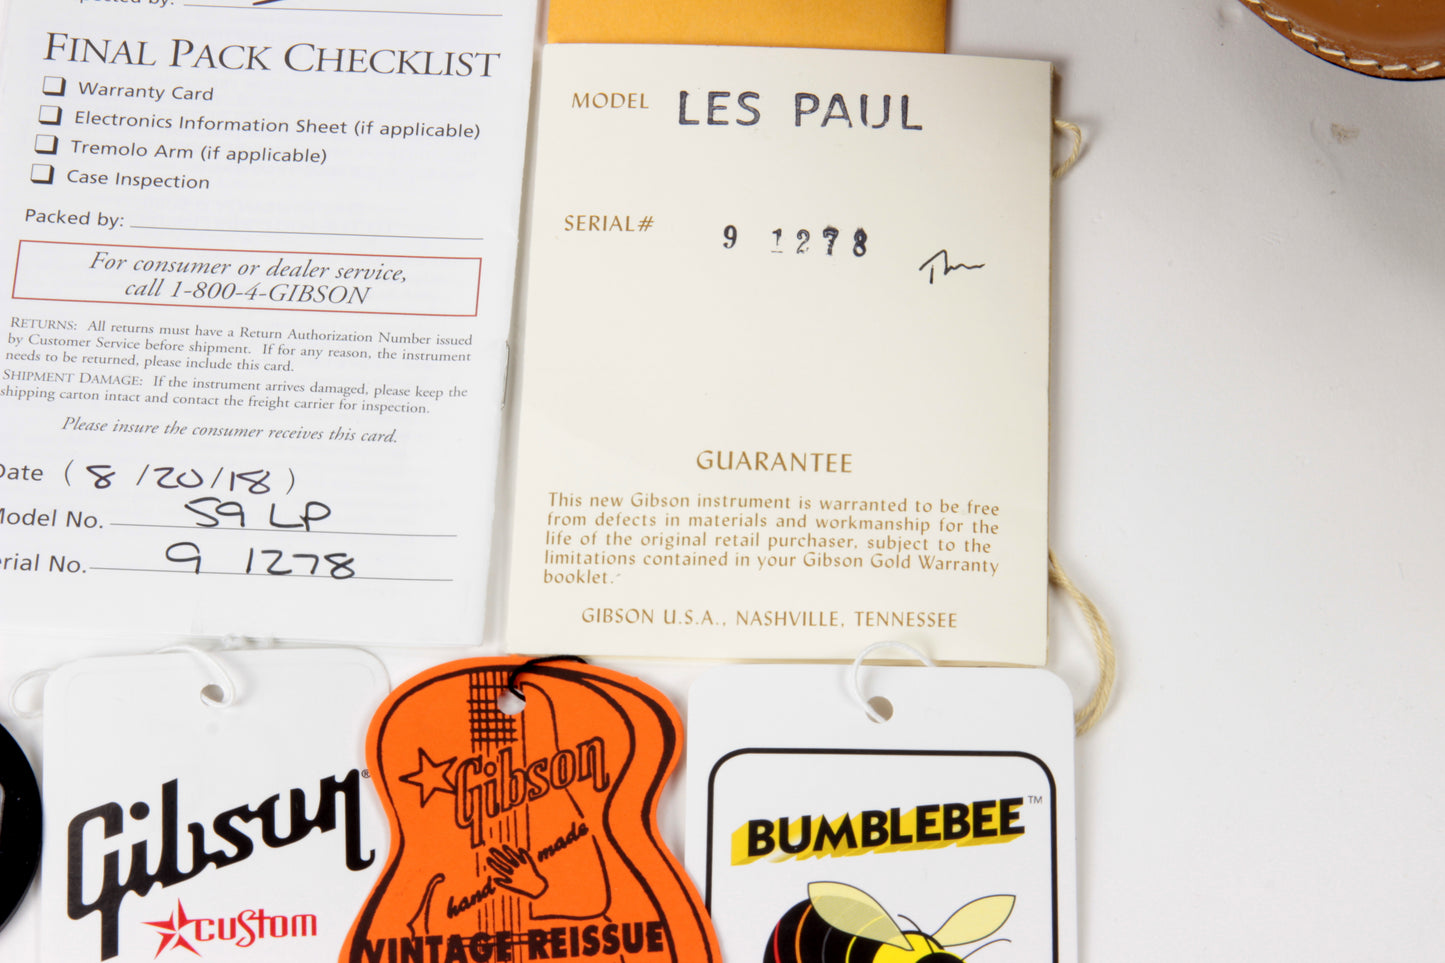 FINAL PACK CHECKLIST
Warranty Card
Electronics Information Sheet (if applicable)
Tremolo Arm (if applicable)
Case Inspection
Packed by:
For consumer or dealer service,
call 1-800-4-GIBSON
RETURNS: All returns must have a Return Authorization Number issued
by Customer Service before shipment. If for any reason, the instrument
needs to be returned, please include this card.
SHIPMENT DAMAGE: If the instrument arrives damaged, please keep the
shipping carton intact and contact the freight carrier for inspection.
Please insure the consumer receives this card.
Date (8/20/18)
Model No. 59 LP
rial No. 9 1278
MODEL LES PAUL
SERIAL# 9 1278
GUARANTEE
This new Gibson instrument is warranted to be free
from defects in materials and workmanship for the
life of the original retail purchaser, subject to the
limitations contained in your Gibson Gold Warranty
booklet.
GIBSON U.S.A., NASHVILLE, TENNESSEE
Gibson®
custom
Gibson
hand made
VINTAGE REISSUE
BUMBLEBEE™